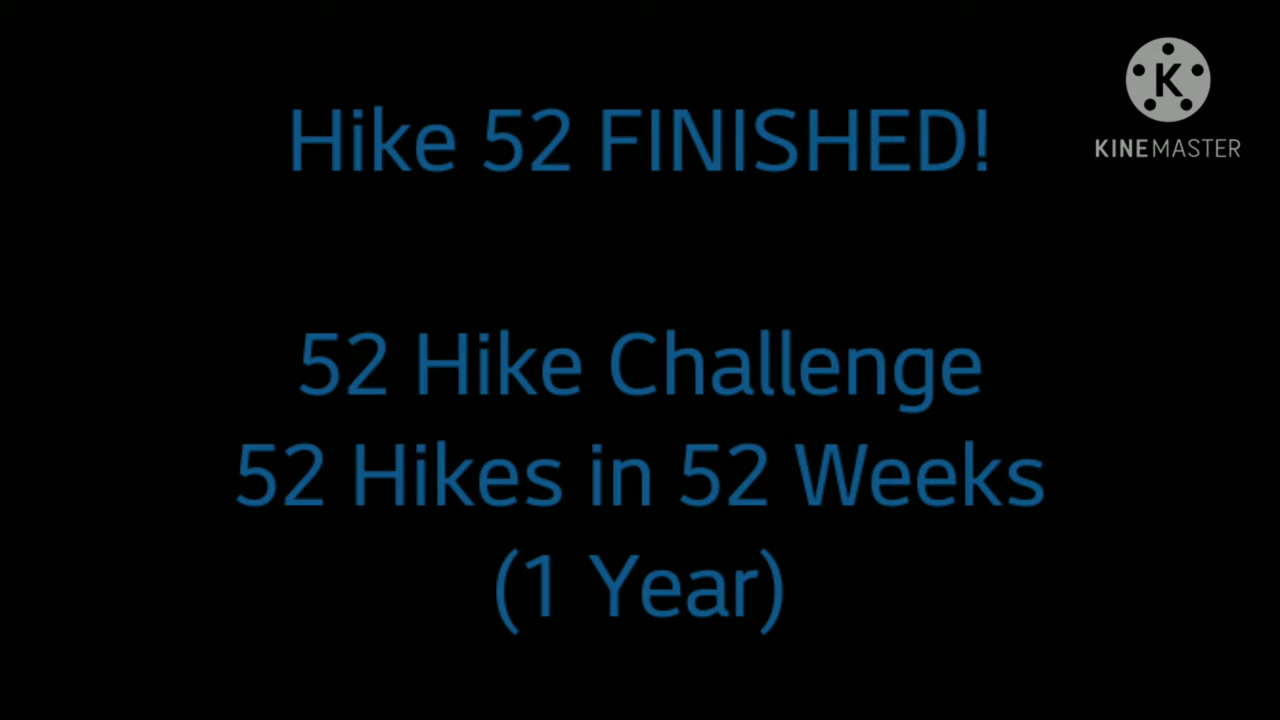 K
KINEMASTER
Hike 52 FINISHED!
52 Hike Challenge
52 Hikes in 52 Weeks
(1 Year)